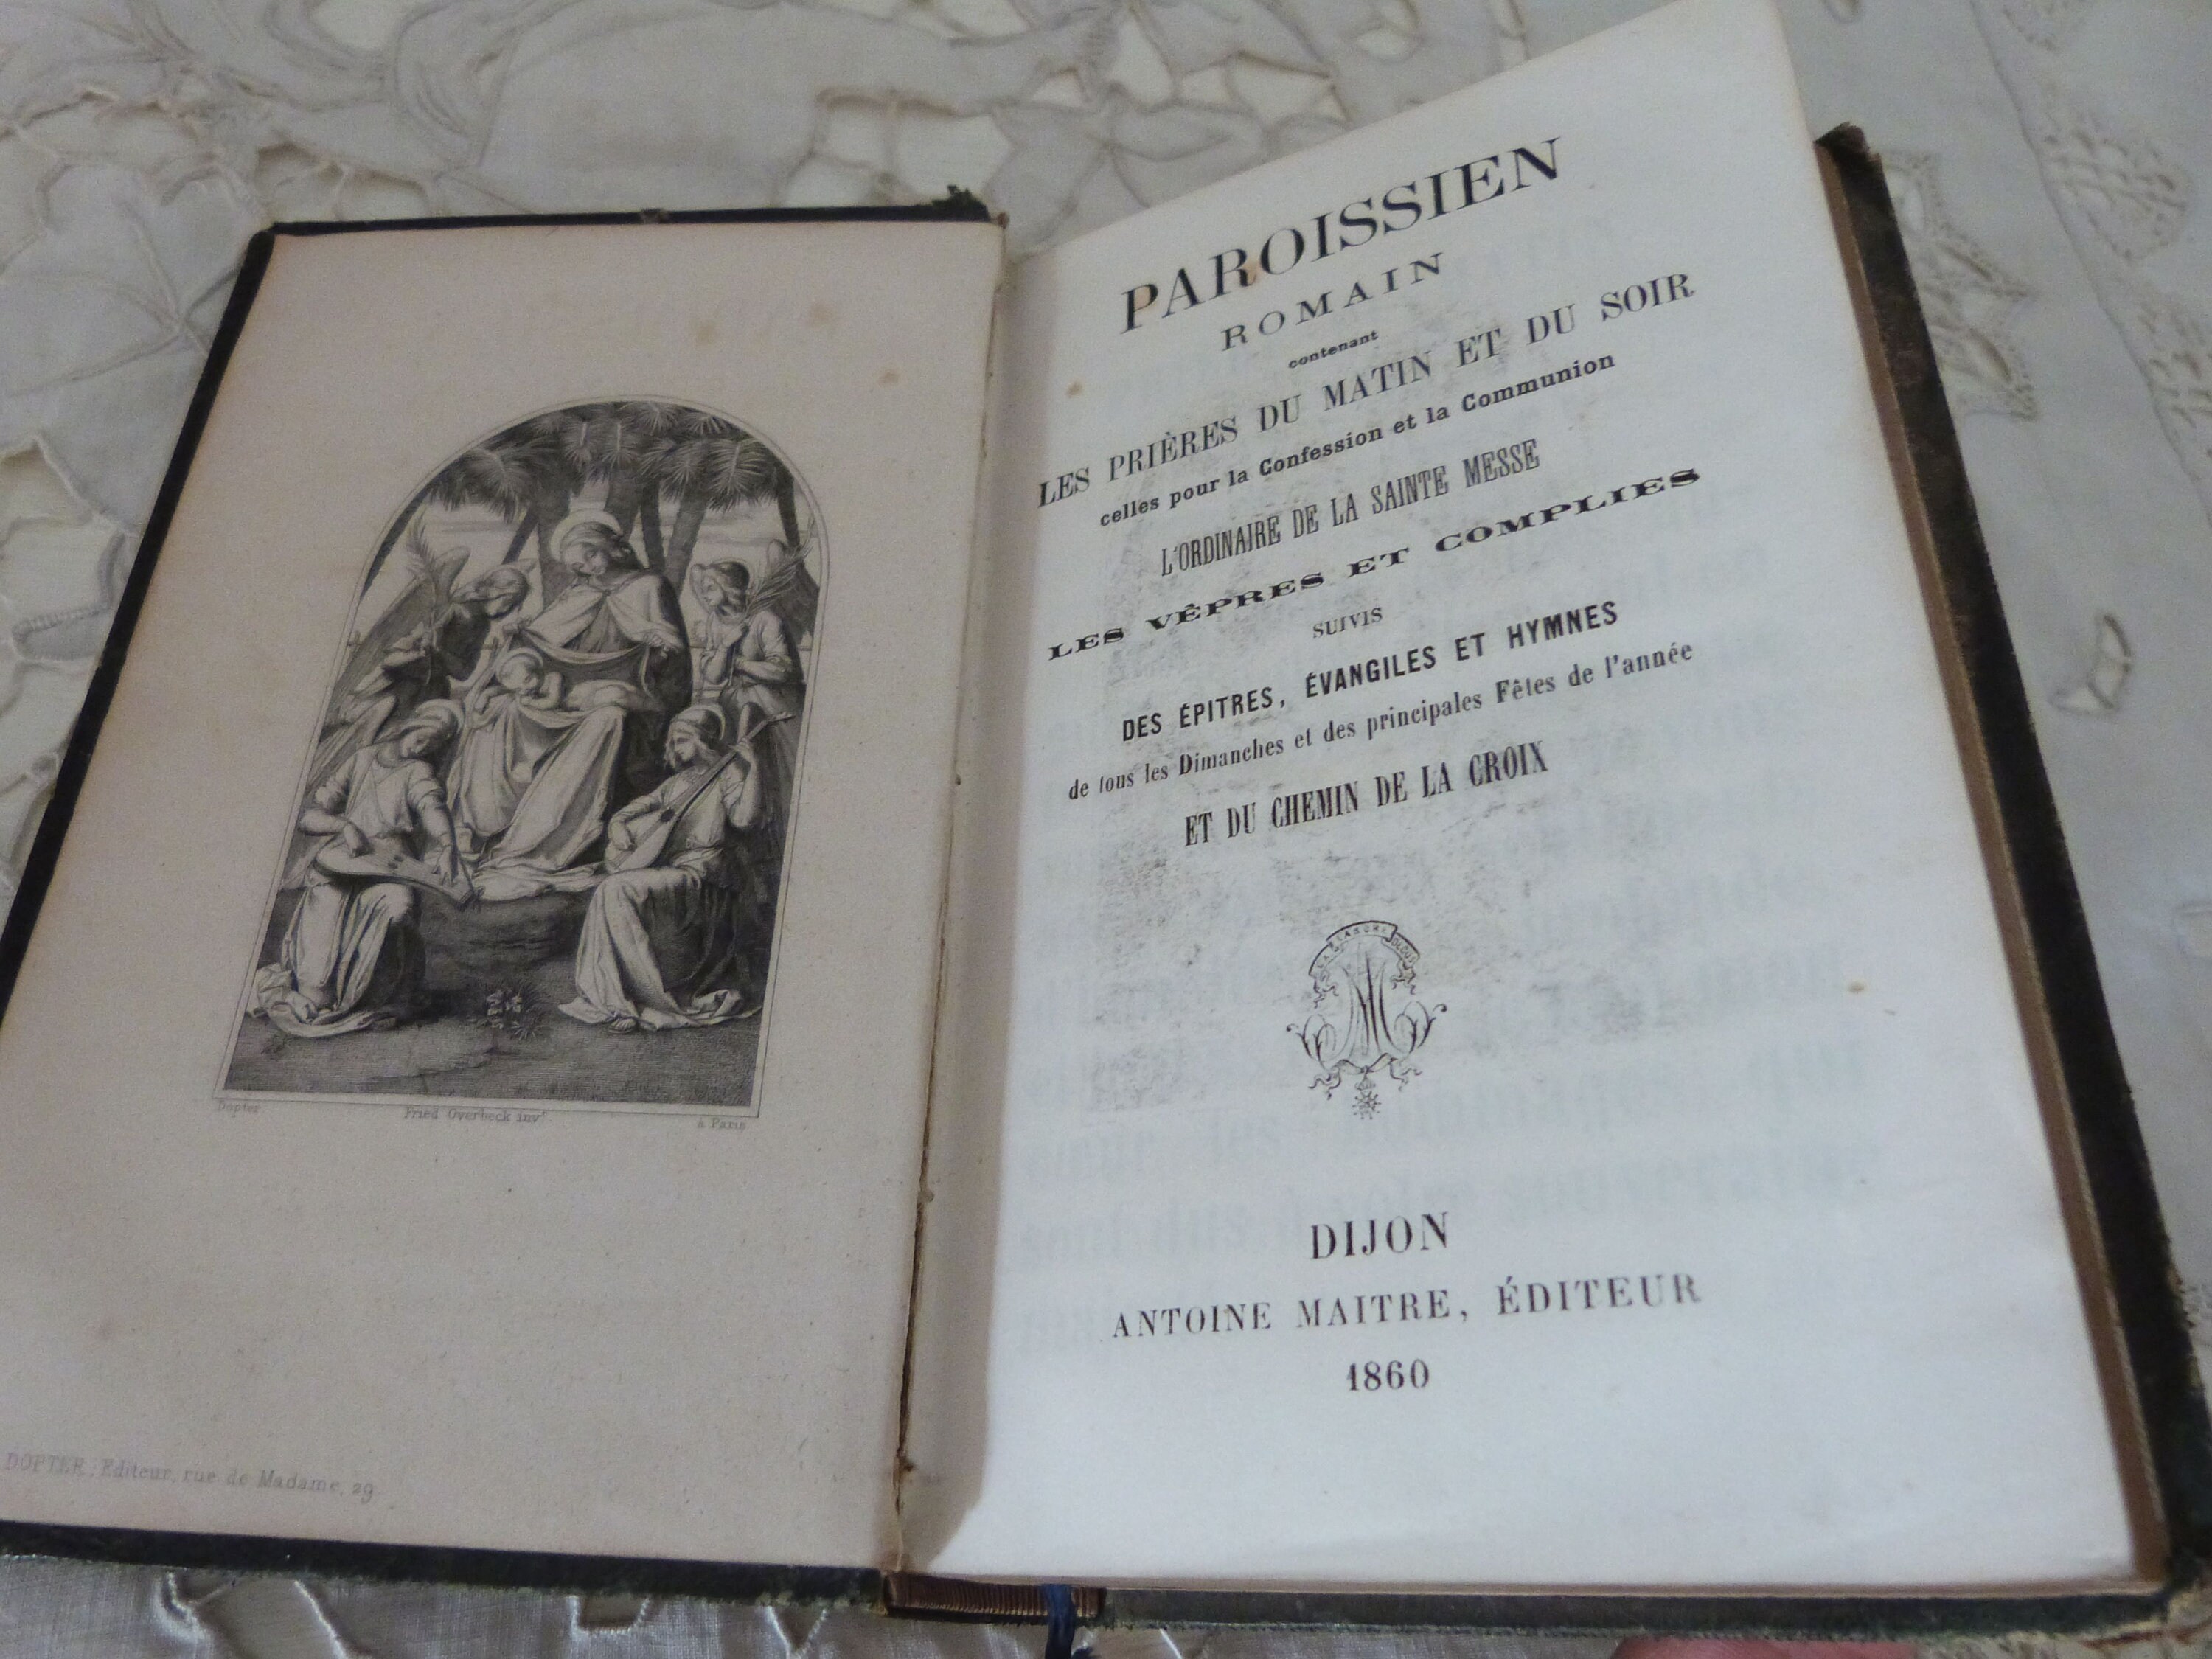 Dopter
Fried Overbeck inv.t
à Paris
DOPTER, Editeur, rue de Madame, 29
PAROISSIEN
ROMAIN
contenant
LES PRIÈRES DU MATIN ET DU SOIR
celles pour la Confession et la Communion
L'ORDINAIRE DE LA SAINTE MESSE
LES VÊPRES ET COMPLIES
SUIVIS
DES ÉPITRES, ÉVANGILES ET HYMNES
de tous les Dimanches et des principales Fêtes de l'année
ET DU CHEMIN DE LA CROIX
DIJON
ANTOINE MAITRE, ÉDITEUR
1860